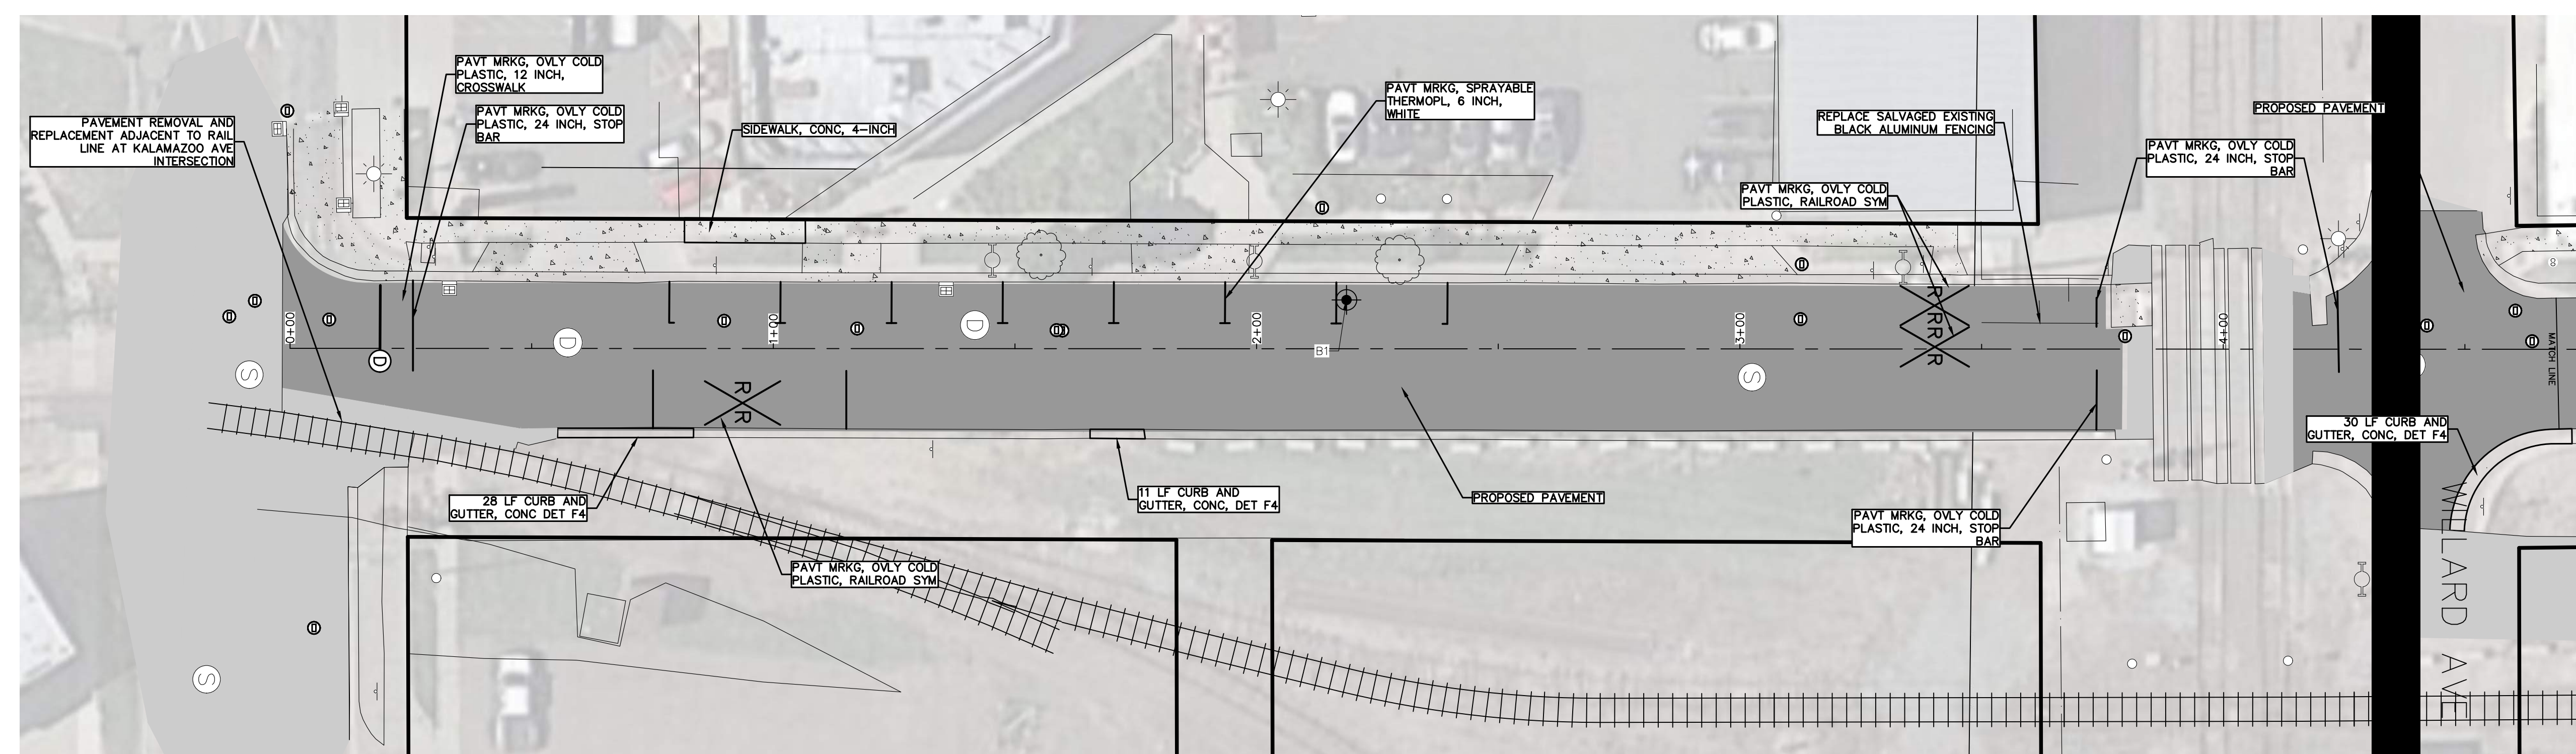 PAVEMENT REMOVAL AND
REPLACEMENT ADJACENT TO RAIL
LINE AT KALAMAZOO AVE
INTERSECTION
PAVT MRKG, OVLY COLD
PLASTIC, 12 INCH,
CROSSWALK
PAVT MRKG, OVLY COLD
PLASTIC, 24 INCH, STOP
BAR
SIDEWALK, CONC, 4-INCH
PAVT MRKG, SPRAYABLE
THERMOPL, 6 INCH,
WHITE
REPLACE SALVAGED EXISTING
BLACK ALUMINUM FENCING
PAVT MRKG, OVLY COLD
PLASTIC, RAILROAD SYM
PAVT MRKG, OVLY COLD
PLASTIC, 24 INCH, STOP
BAR
PROPOSED PAVEMENT
0+00
1+00
2+00
3+00
4+00
D
D
D
S
S
S
B1
R R
R R
R R
MATCH LINE
8
28 LF CURB AND
GUTTER, CONC DET F4
PAVT MRKG, OVLY COLD
PLASTIC, RAILROAD SYM
11 LF CURB AND
GUTTER, CONC, DET F4
PROPOSED PAVEMENT
PAVT MRKG, OVLY COLD
PLASTIC, 24 INCH, STOP
BAR
30 LF CURB AND
GUTTER, CONC, DET F4
WILLARD AVE